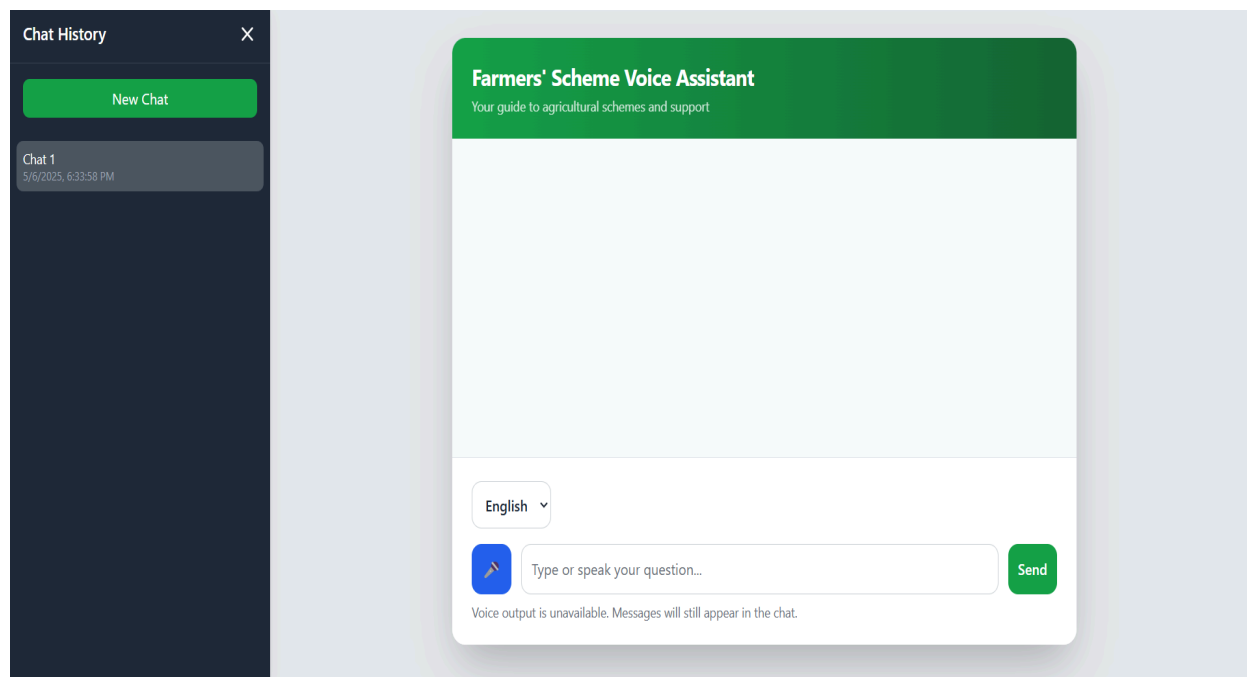 Chat History
X
New Chat
Chat 1
5/6/2025, 6:33:58 PM
Farmers' Scheme Voice Assistant
Your guide to agricultural schemes and support
English
Type or speak your question...
Send
Voice output is unavailable. Messages will still appear in the chat.